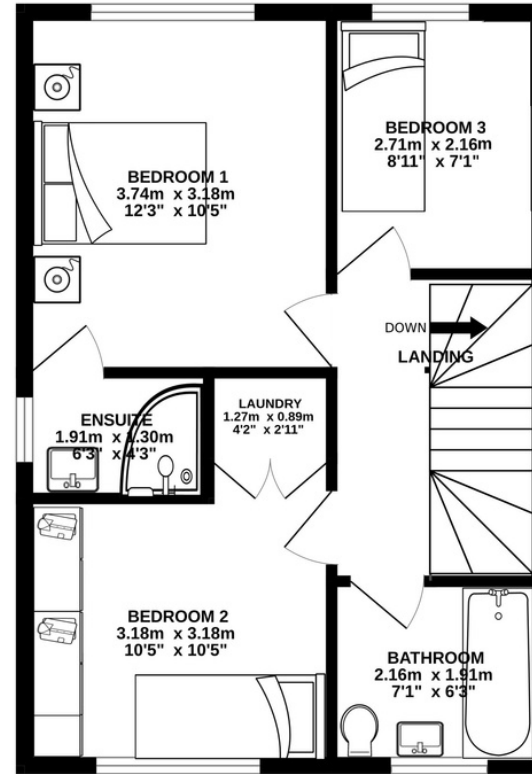 BEDROOM 1
3.74m x 3.18m
12'3" x 10'5"
BEDROOM 3
2.71m x 2.16m
8'11" x 7'1"
DOWN
LANDING
ENSUITE
1.91m x 1.30m
6'3" x 4'3"
LAUNDRY
1.27m x 0.89m
4'2" x 2'11"
BEDROOM 2
3.18m x 3.18m
10'5" x 10'5"
BATHROOM
2.16m x 1.91m
7'1" x 6'3"